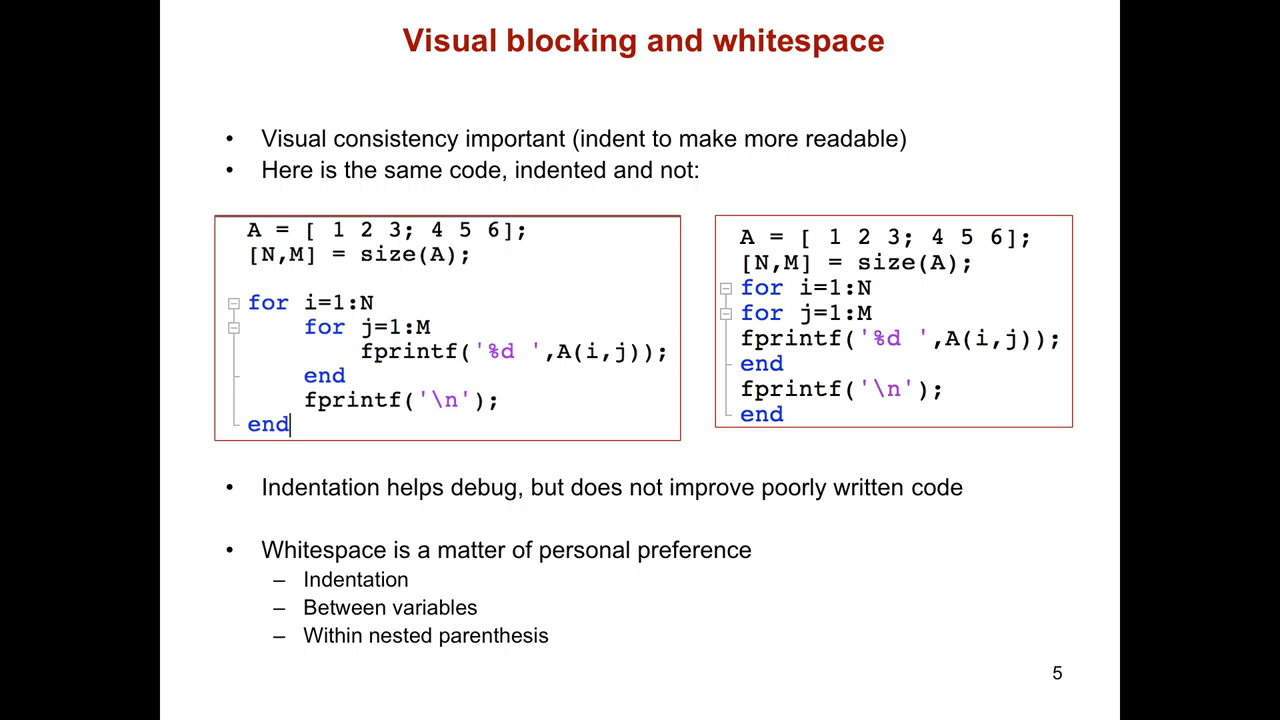 Visual blocking and whitespace
• Visual consistency important (indent to make more readable)
• Here is the same code, indented and not:
A = [ 1 2 3; 4 5 6];
[N,M] = size(A);
for i=1:N
    for j=1:M
        fprintf('%d ',A(i,j));
    end
    fprintf('\n');
end
A = [ 1 2 3; 4 5 6];
[N,M] = size(A);
for i=1:N
for j=1:M
fprintf('%d ',A(i,j));
end
fprintf('\n');
end
• Indentation helps debug, but does not improve poorly written code
• Whitespace is a matter of personal preference
– Indentation
– Between variables
– Within nested parenthesis
5